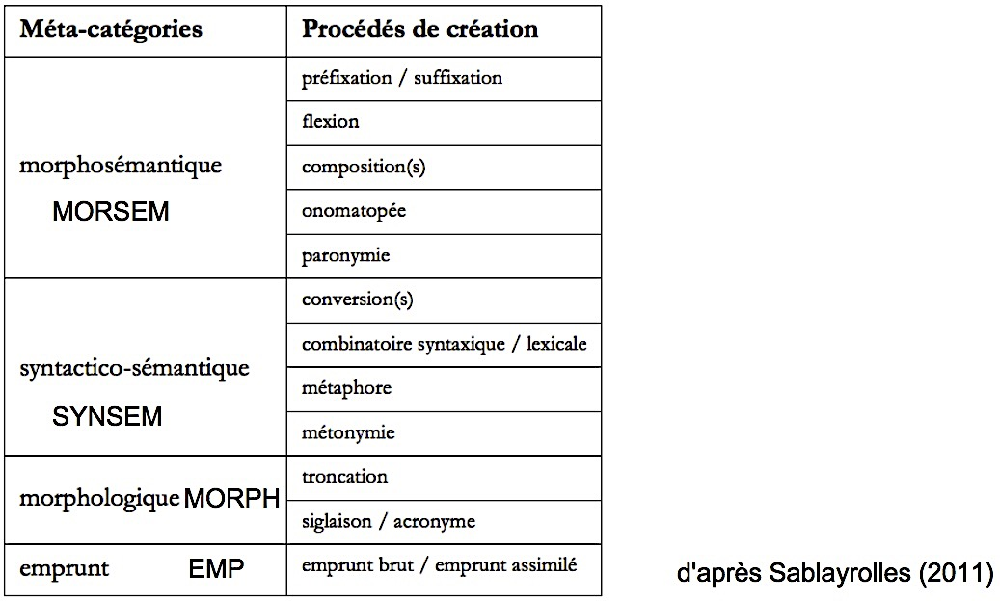 Méta-catégories Procédés de création
préfixation / suffixation
flexion
morphosémantique composition(s)
MORSEM onomatopée
paronymie
conversion(s)
combinatoire syntaxique / lexicale
syntactico-sémantique métaphore
SYNSEM métonymie
troncation
morphologique MORPH
siglaison / acronyme
emprunt EMP emprunt brut / emprunt assimilé
d'après Sablayrolles (2011)